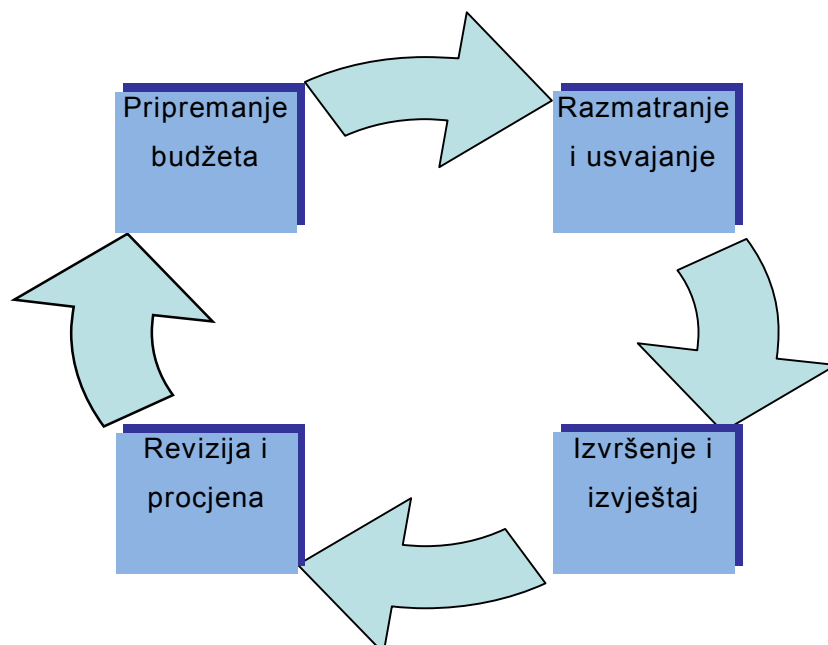 Pripremanje
budžeta
Razmatranje
i usvajanje
Izvršenje i
izvještaj
Revizija i
procjena